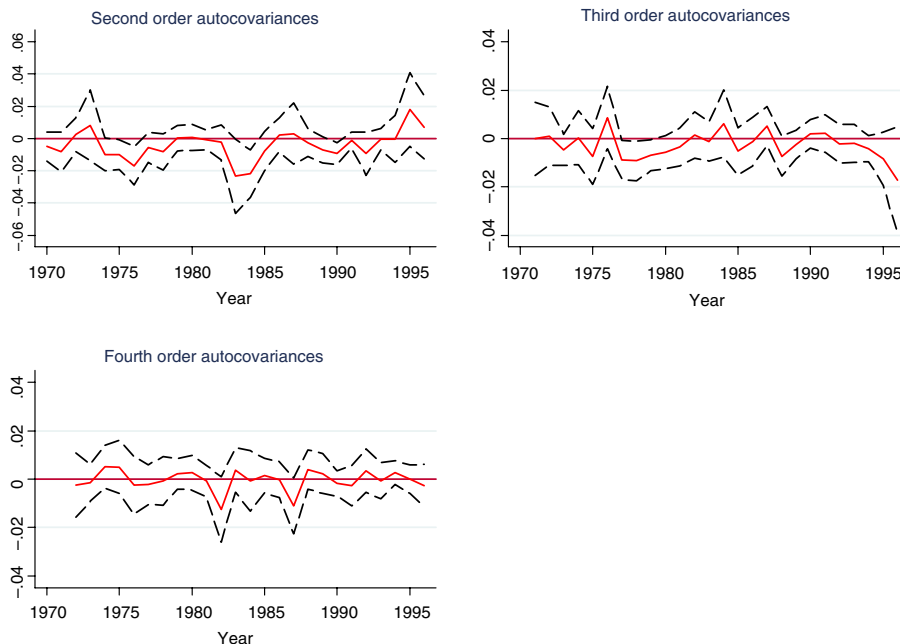 Second order autocovariances
.06
.04
.02
0
−.02
−.04
−.06
1970 1975 1980 1985 1990 1995
Year
Third order autocovariances
.04
.02
0
−.02
−.04
1970 1975 1980 1985 1990 1995
Year
Fourth order autocovariances
.04
.02
0
−.02
−.04
1970 1975 1980 1985 1990 1995
Year